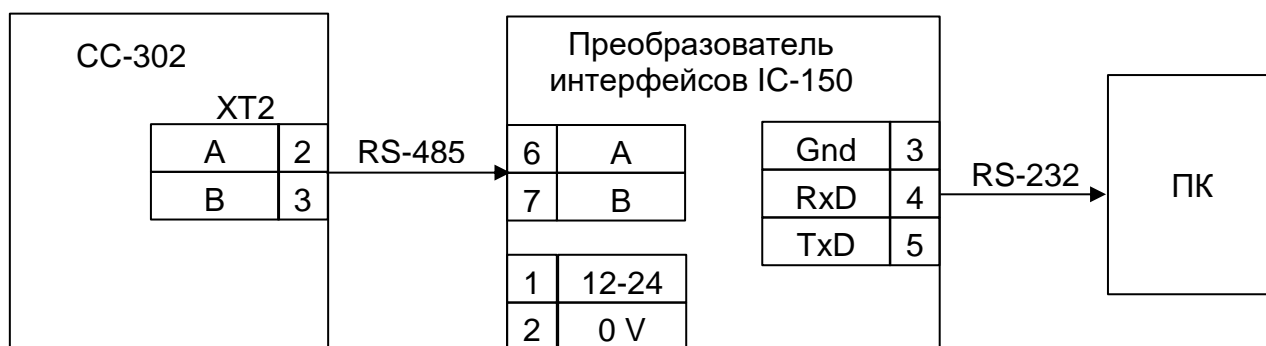 СС-302
XT2
A 2
B 3
RS-485
Преобразователь
интерфейсов IC-150
6 A
7 B
1 12-24
2 0 V
Gnd 3
RxD 4
TxD 5
RS-232
ПК